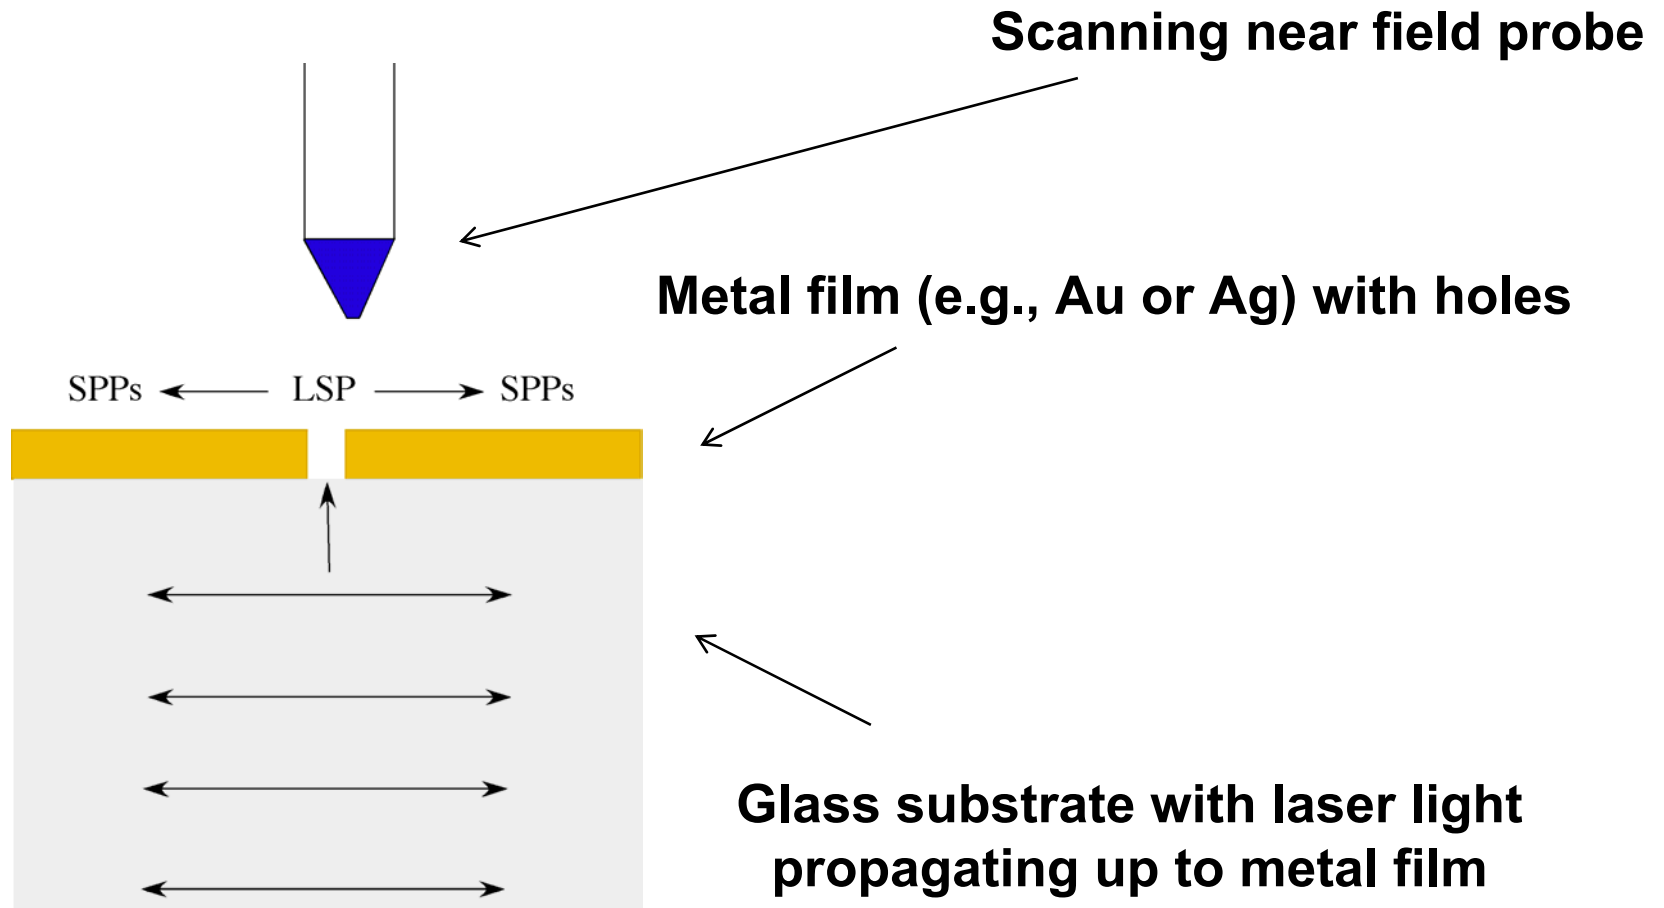 Scanning near field probe
Metal film (e.g., Au or Ag) with holes
SPPs LSP SPPs
Glass substrate with laser light
propagating up to metal film